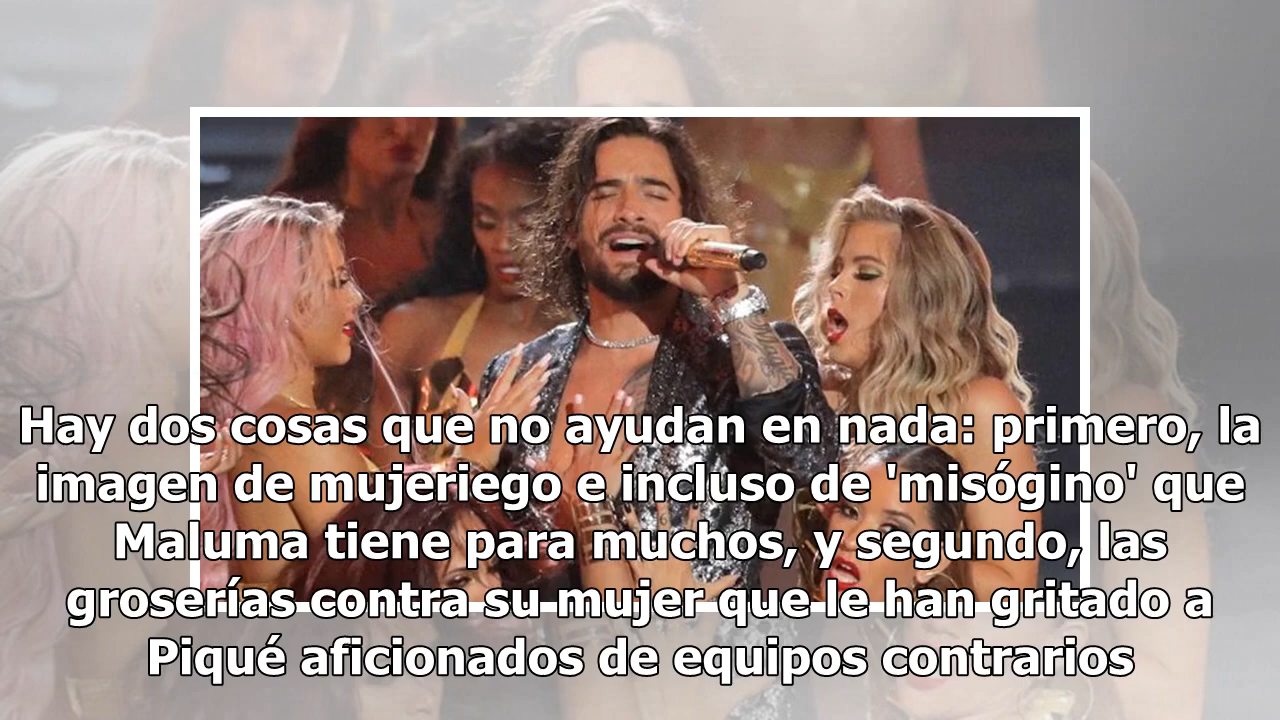 Hay dos cosas que no ayudan en nada: primero, la
imagen de mujeriego e incluso de 'misógino' que
Maluma tiene para muchos, y segundo, las
groserías contra su mujer que le han gritado a
Piqué aficionados de equipos contrarios